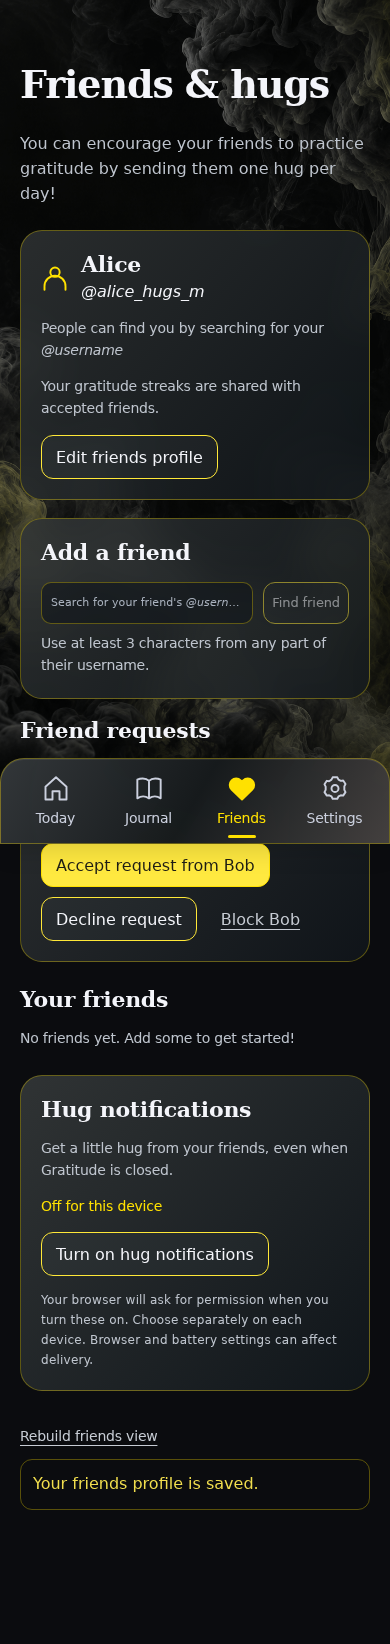 Friends & hugs
You can encourage your friends to practice
gratitude by sending them one hug per
day!
Alice
@alice_hugs_m
People can find you by searching for your
@username
Your gratitude streaks are shared with
accepted friends.
Edit friends profile
Add a friend
Search for your friend's @usern...
Find friend
Use at least 3 characters from any part of
their username.
Friend requests
Today
Journal
Friends
Settings
Accept request from Bob
Decline request
Block Bob
Your friends
No friends yet. Add some to get started!
Hug notifications
Get a little hug from your friends, even when
Gratitude is closed.
Off for this device
Turn on hug notifications
Your browser will ask for permission when you
turn these on. Choose separately on each
device. Browser and battery settings can affect
delivery.
Rebuild friends view
Your friends profile is saved.